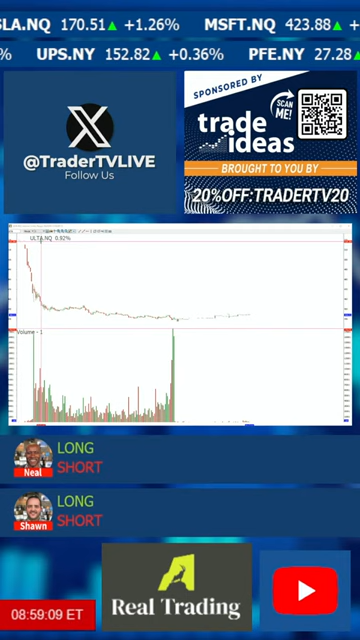 SLA.NQ 170.51 +1.26% MSFT.NQ 423.88
% UPS.NY 152.82 +0.36% PFE.NY 27.28
@TraderTVLIVE
Follow Us
SPONSORED BY
SCAN ME!
trade ideas
BROUGHT TO YOU BY
20%OFF:TRADERTV20
ULTA.NQ 0.92%
Volume - 1
LONG
SHORT
Neal
LONG
SHORT
Shawn
Real Trading
08:59:09 ET